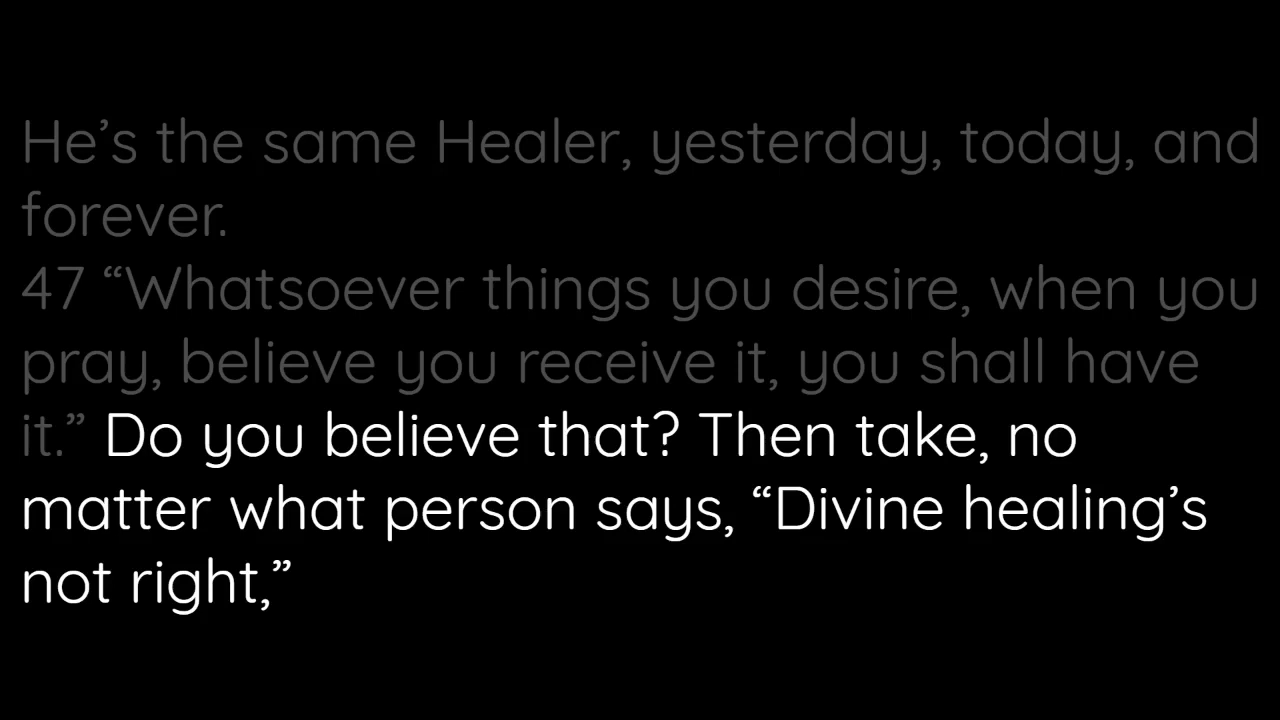 He’s the same Healer, yesterday, today, and
forever.
47 “Whatsoever things you desire, when you
pray, believe you receive it, you shall have
it.” Do you believe that? Then take, no
matter what person says, “Divine healing’s
not right,”